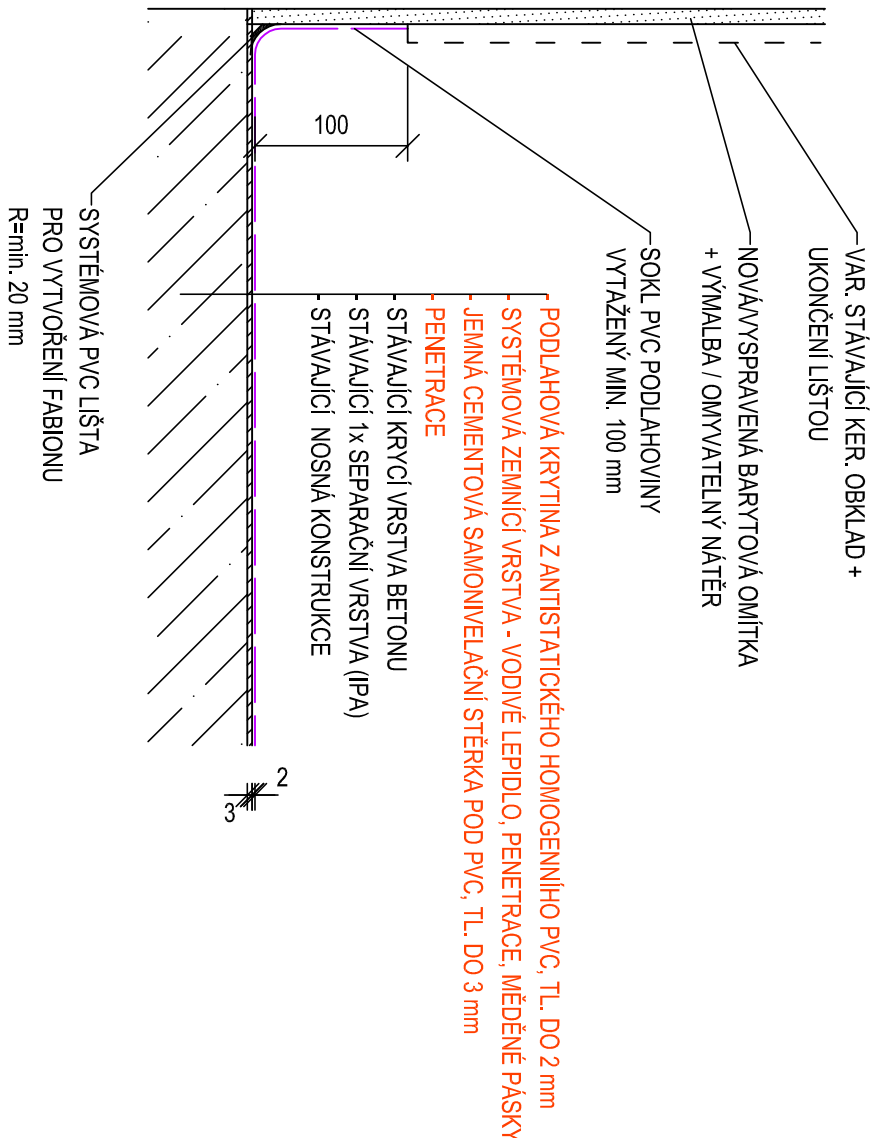 VAR. STÁVAJÍCÍ KER. OBKLAD +
UKONČENÍ LIŠTOU
NOVÁ/VYSPRAVENÁ BARYTOVÁ OMÍTKA
+ VÝMALBA / OMYVATELNÝ NÁTĚR
SOKL PVC PODLAHOVINY
VYTAŽENÝ MIN. 100 mm
100
PODLAHOVÁ KRYTINA Z ANTISTATICKÉHO HOMOGENNÍHO PVC, TL. DO 2 mm
SYSTÉMOVÁ ZEMNÍCÍ VRSTVA - VODIVÉ LEPIDLO, PENETRACE, MĚDĚNÉ PÁSKY
JEMNÁ CEMENTOVÁ SAMONIVELAČNÍ STĚRKA POD PVC, TL. DO 3 mm
PENETRACE
STÁVAJÍCÍ KRYCÍ VRSTVA BETONU
STÁVAJÍCÍ 1x SEPARAČNÍ VRSTVA (IPA)
STÁVAJÍCÍ NOSNÁ KONSTRUKCE
2
3
SYSTÉMOVÁ PVC LIŠTA
PRO VYTVOŘENÍ FABIONU
R=min. 20 mm